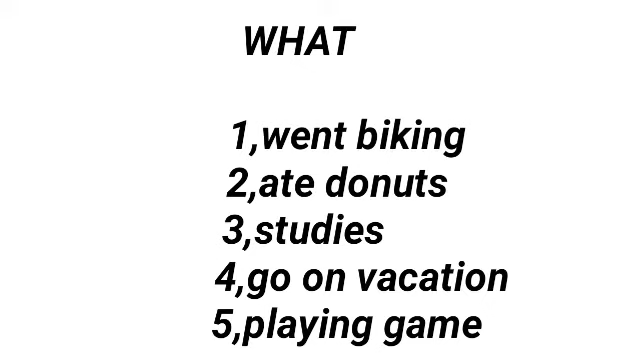 WHAT
1,went biking
2,ate donuts
3,studies
4,go on vacation
5,playing game